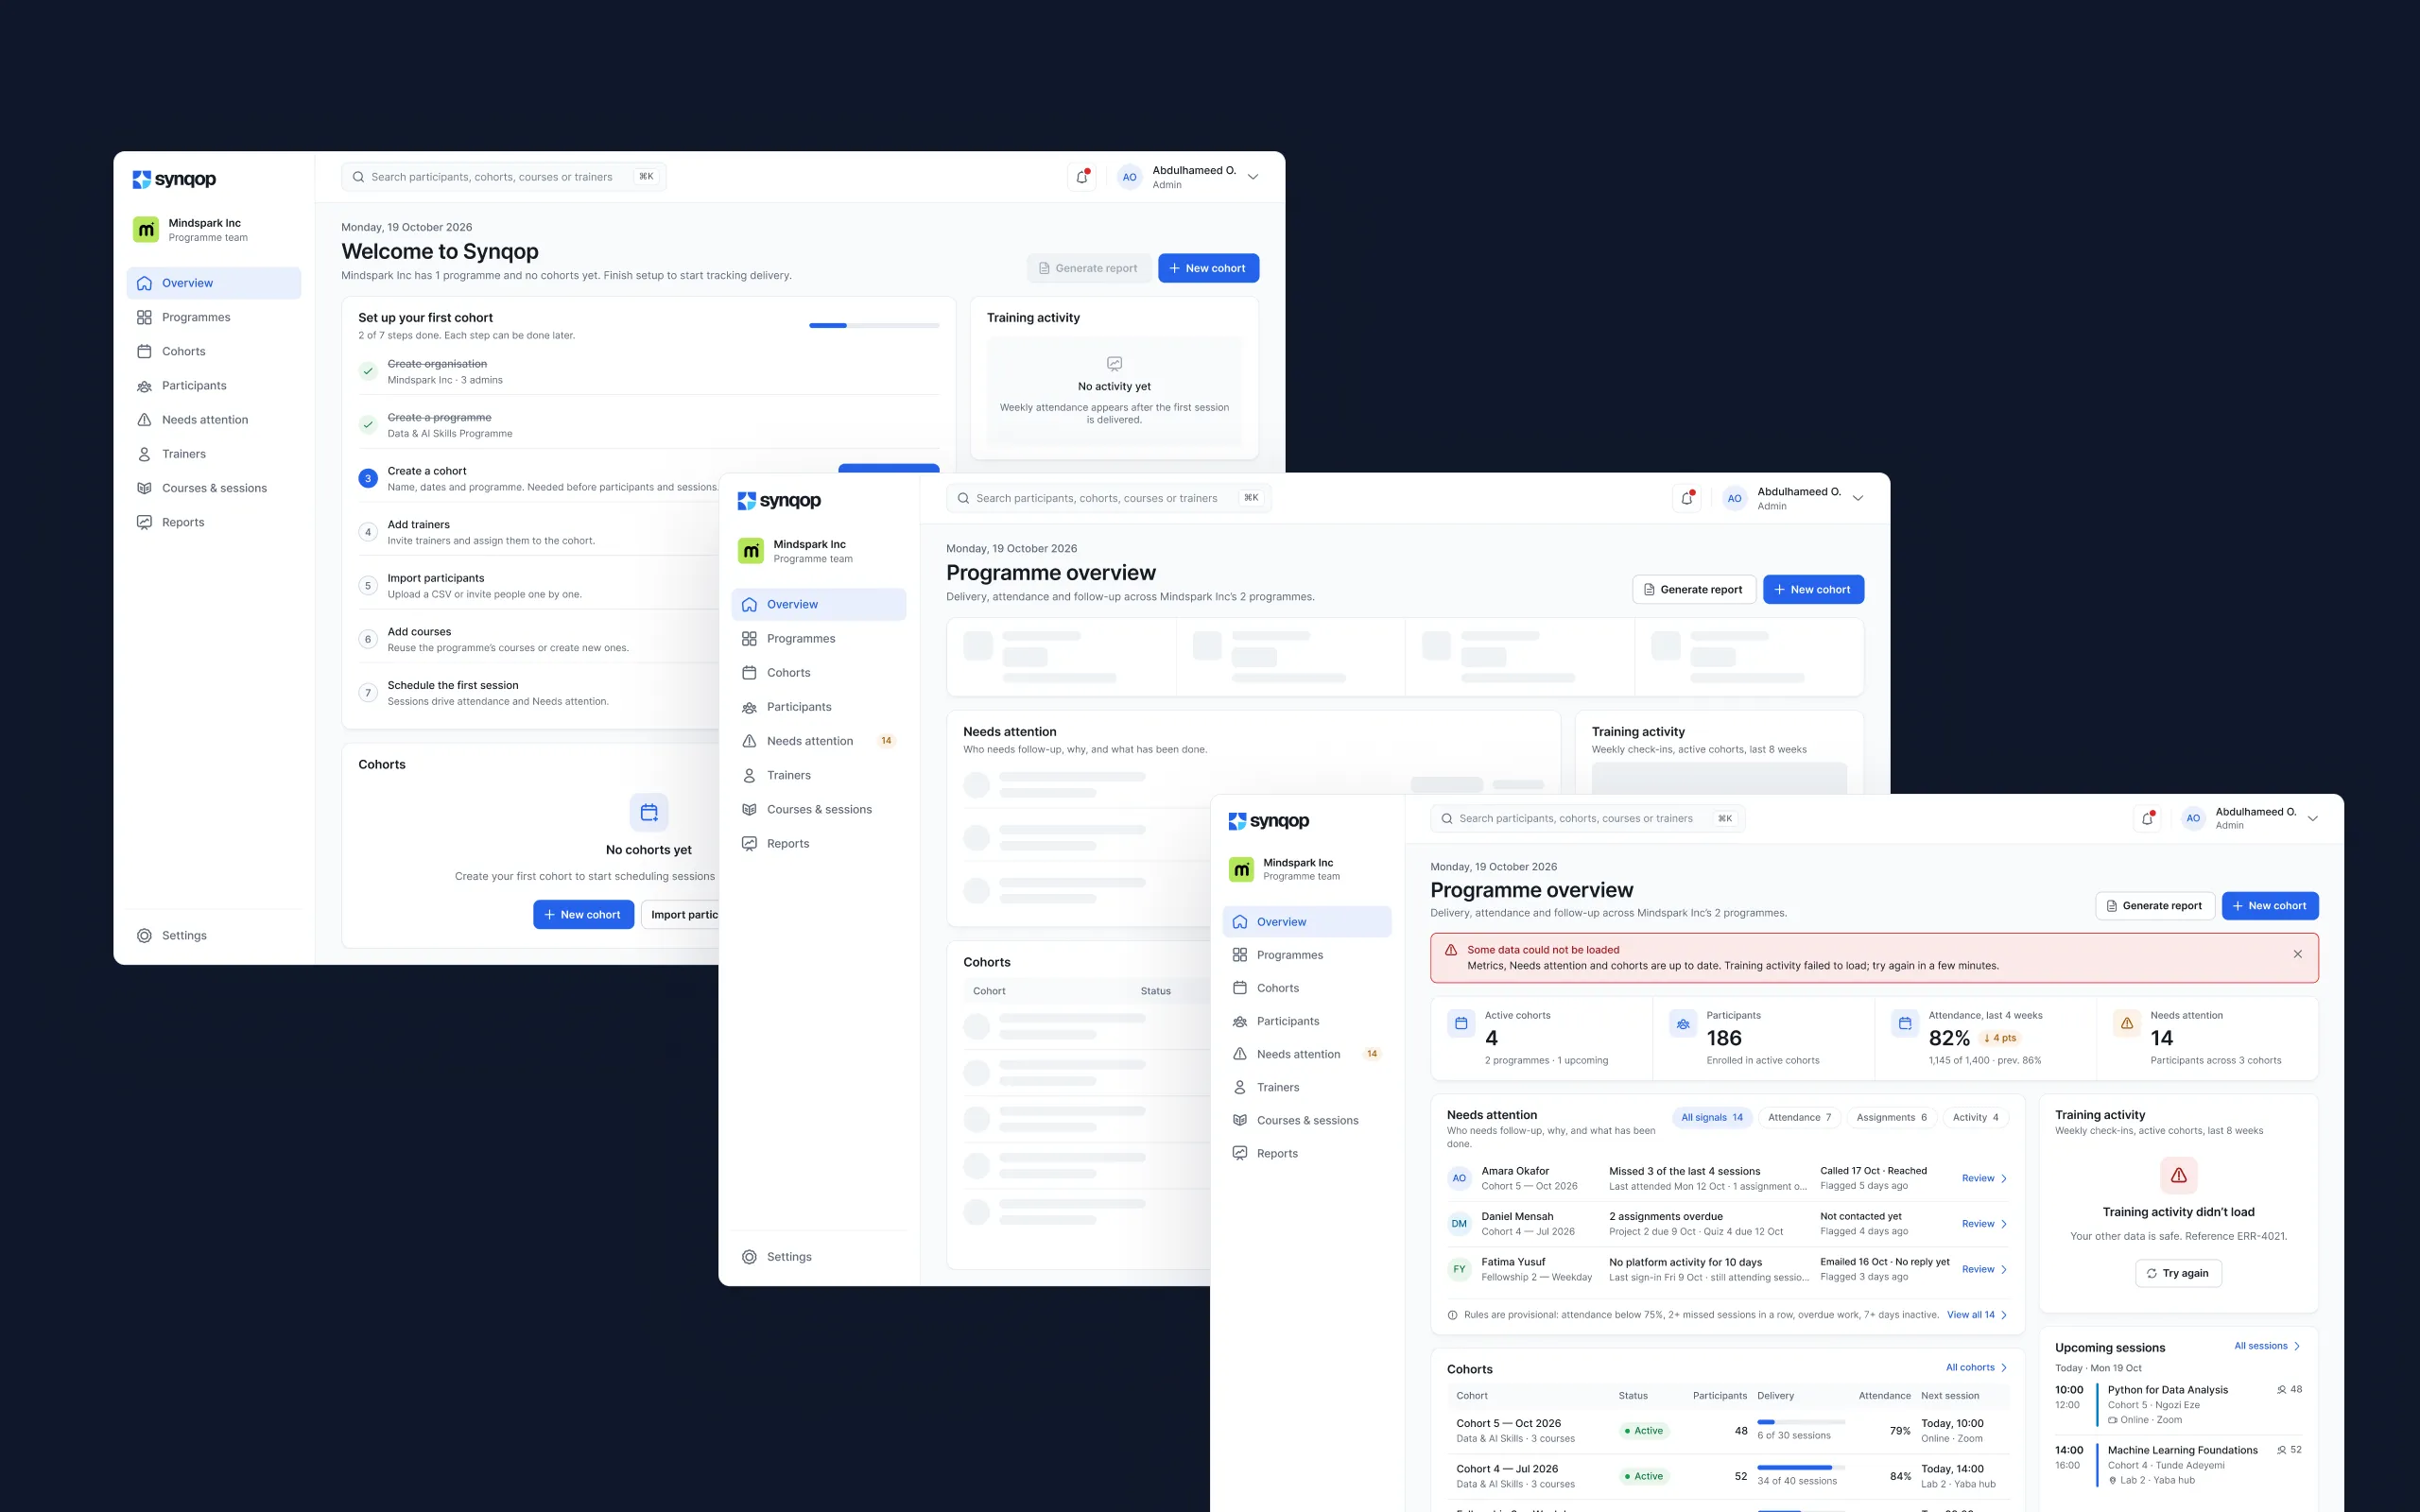 synqop
Search participants, cohorts, courses or trainers
⌘K
AO
Abdulhameed O.
Admin
m
Mindspark Inc
Programme team
Overview
Programmes
Cohorts
Participants
Needs attention
Trainers
Courses & sessions
Reports
Settings
Monday, 19 October 2026
Welcome to Synqop
Mindspark Inc has 1 programme and no cohorts yet. Finish setup to start tracking delivery.
Generate report
New cohort
Set up your first cohort
2 of 7 steps done. Each step can be done later.
Create organisation
Mindspark Inc · 3 admins
Create a programme
Data & AI Skills Programme
3
Create a cohort
Name, dates and programme. Needed before participants and sessions.
4
Add trainers
Invite trainers and assign them to the cohort.
5
Import participants
Upload a CSV or invite people one by one.
6
Add courses
Reuse the programme's courses or create new ones.
7
Schedule the first session
Sessions drive attendance and Needs attention.
Training activity
No activity yet
Weekly attendance appears after the first session
is delivered.
Cohorts
No cohorts yet
Create your first cohort to start scheduling sessions
New cohort
Import
synqop
Search participants, cohorts, courses or trainers
⌘K
AO
Abdulhameed O.
Admin
m
Mindspark Inc
Programme team
Overview
Programmes
Cohorts
Participants
Needs attention 14
Trainers
Courses & sessions
Reports
Settings
Monday, 19 October 2026
Programme overview
Delivery, attendance and follow-up across Mindspark Inc's 2 programmes.
Generate report
New cohort
Needs attention
Who needs follow-up, why, and what has been done.
Training activity
Weekly check-ins, active cohorts, last 8 weeks
Cohorts
Cohort Status
synqop
Search participants, cohorts, courses or trainers
⌘K
AO
Abdulhameed O.
Admin
m
Mindspark Inc
Programme team
Overview
Programmes
Cohorts
Participants
Needs attention 14
Trainers
Courses & sessions
Reports
Monday, 19 October 2026
Programme overview
Delivery, attendance and follow-up across Mindspark Inc's 2 programmes.
Generate report
New cohort
Some data could not be loaded
Metrics, Needs attention and cohorts are up to date. Training activity failed to load; try again in a few minutes.
Active cohorts
4
2 programmes · 1 upcoming
Participants
186
Enrolled in active cohorts
Attendance, last 4 weeks
82% ↓ 4 pts
1,145 of 1,400 · prev. 86%
Needs attention
14
Participants across 3 cohorts
Needs attention
Who needs follow-up, why, and what has been
done.
All signals 14
Attendance 7
Assignments 6
Activity 4
AO
Amara Okafor
Cohort 5 — Oct 2026
Missed 3 of the last 4 sessions
Last attended Mon 12 Oct · 1 assignment o...
Called 17 Oct · Reached
Flagged 5 days ago
Review
DM
Daniel Mensah
Cohort 4 — Jul 2026
2 assignments overdue
Project 2 due 9 Oct · Quiz 4 due 12 Oct
Not contacted yet
Flagged 4 days ago
Review
FY
Fatima Yusuf
Fellowship 2 — Weekday
No platform activity for 10 days
Last sign-in Fri 9 Oct · still attending sessio...
Emailed 16 Oct · No reply yet
Flagged 3 days ago
Review
Rules are provisional: attendance below 75%, 2+ missed sessions in a row, overdue work, 7+ days inactive.
View all 14
Training activity
Weekly check-ins, active cohorts, last 8 weeks
Training activity didn't load
Your other data is safe. Reference ERR-4021.
Try again
Cohorts
All cohorts
Cohort Status Participants Delivery Attendance Next session
Cohort 5 — Oct 2026
Data & AI Skills · 3 courses
Active
48
6 of 30 sessions
79%
Today, 10:00
Online · Zoom
Cohort 4 — Jul 2026
Data & AI Skills · 3 courses
Active
52
34 of 40 sessions
84%
Today, 14:00
Lab 2 · Yaba hub
Upcoming sessions
All sessions
Today · Mon 19 Oct
10:00
12:00
Python for Data Analysis
Cohort 5 · Ngozi Eze
Online · Zoom
48
14:00
16:00
Machine Learning Foundations
Cohort 4 · Tunde Adeyemi
Lab 2 · Yaba hub
52